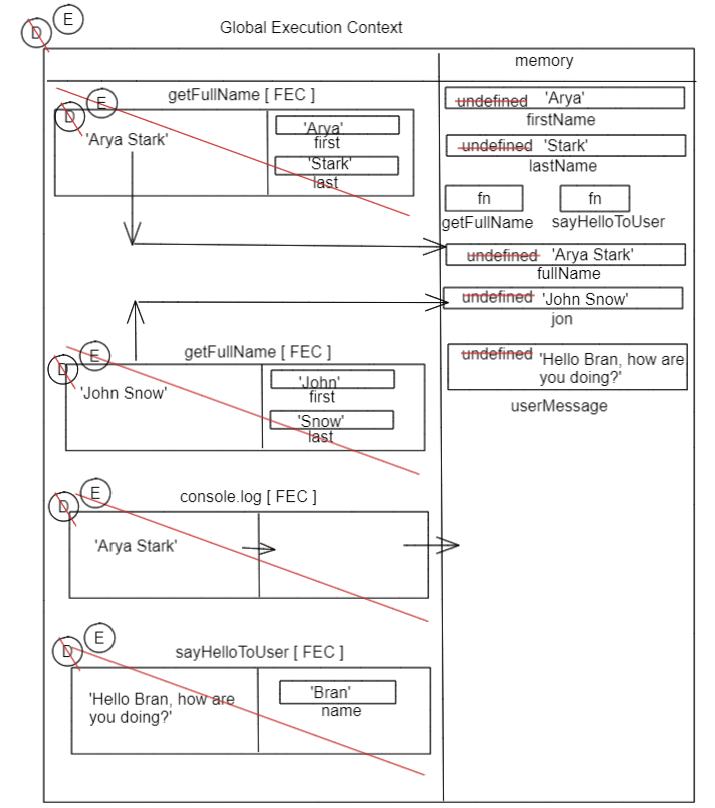 D E
Global Execution Context
memory
getFullName [ FEC ]
D E
'Arya Stark'
'Arya'
first
'Stark'
last
undefined 'Arya'
firstName
undefined 'Stark'
lastName
fn fn
getFullName sayHelloToUser
undefined 'Arya Stark'
fullName
undefined 'John Snow'
jon
undefined 'Hello Bran, how are
you doing?'
userMessage
getFullName [ FEC ]
D E
'John Snow'
'John'
first
'Snow'
last
console.log [ FEC ]
D E
'Arya Stark'
sayHelloToUser [ FEC ]
D E
'Hello Bran, how are
you doing?'
'Bran'
name